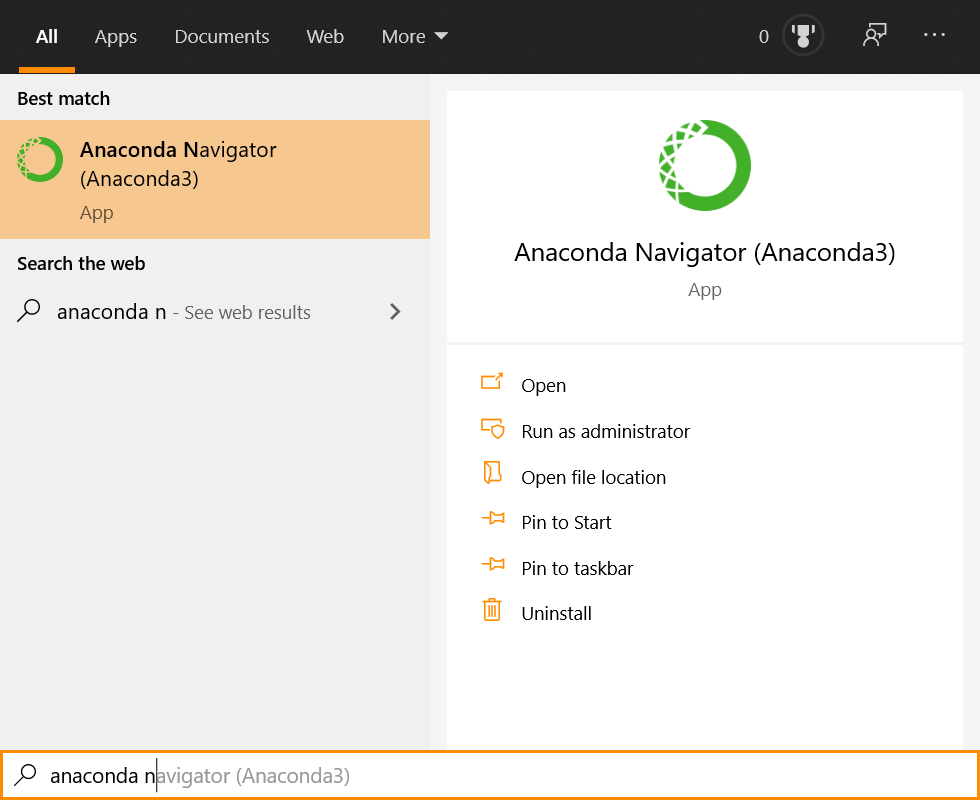 All Apps Documents Web More 0 ...
Best match
Anaconda Navigator
(Anaconda3)
App
Search the web
anaconda n - See web results
Anaconda Navigator (Anaconda3)
App
Open
Run as administrator
Open file location
Pin to Start
Pin to taskbar
Uninstall
anaconda navigator (Anaconda3)